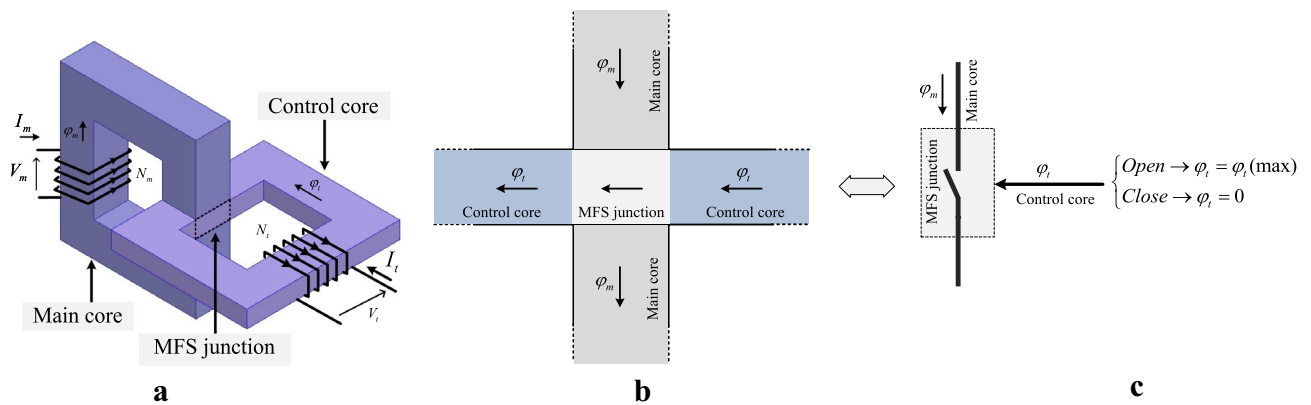 Control core
I_m
φ_m
φ_t
V_m
N_m
N_t
I_t
V_t
Main core
MFS junction
a
φ_m
Main core
φ_t
φ_t
Control core
MFS junction
Control core
φ_m
Main core
b
φ_m
Main core
MFS junction
φ_t
Control core
Open → φ_t = φ_t(max)
Close → φ_t = 0
c